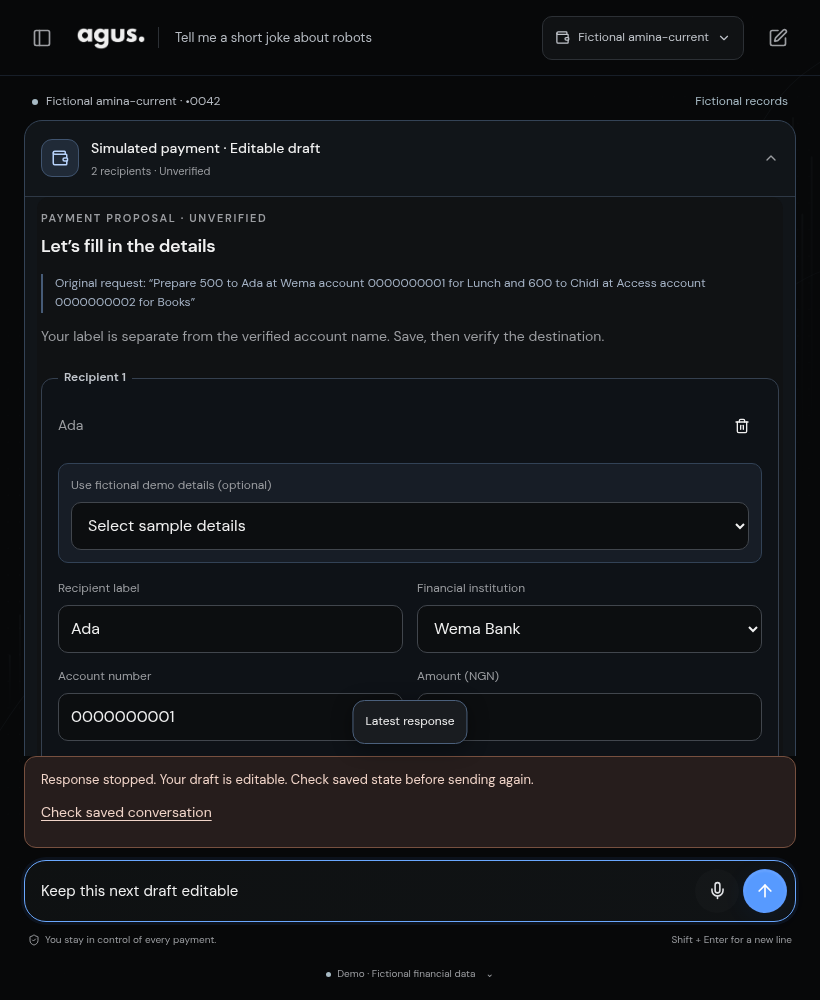 agus.
Tell me a short joke about robots
Fictional amina-current
Fictional amina-current · •0042
Fictional records
Simulated payment · Editable draft
2 recipients · Unverified
PAYMENT PROPOSAL · UNVERIFIED
Let’s fill in the details
Original request: “Prepare 500 to Ada at Wema account 0000000001 for Lunch and 600 to Chidi at Access account
0000000002 for Books”
Your label is separate from the verified account name. Save, then verify the destination.
Recipient 1
Ada
Use fictional demo details (optional)
Select sample details
Recipient label
Financial institution
Ada
Wema Bank
Account number
Amount (NGN)
0000000001
Latest response
Response stopped. Your draft is editable. Check saved state before sending again.
Check saved conversation
Keep this next draft editable
You stay in control of every payment.
Shift + Enter for a new line
Demo · Fictional financial data